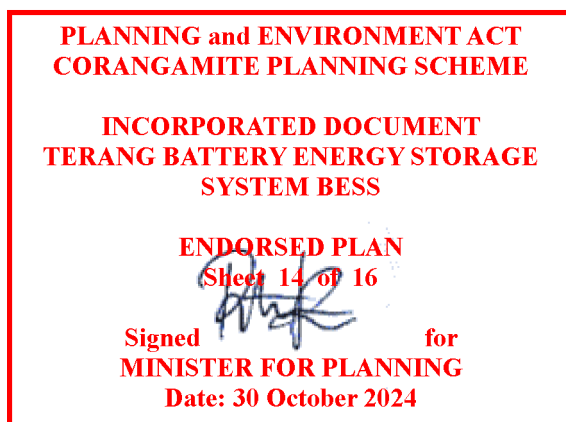 PLANNING and ENVIRONMENT ACT
CORANGAMITE PLANNING SCHEME
INCORPORATED DOCUMENT
TERANG BATTERY ENERGY STORAGE
SYSTEM BESS
ENDORSED PLAN
Sheet 14 of 16
Signed for
MINISTER FOR PLANNING
Date: 30 October 2024